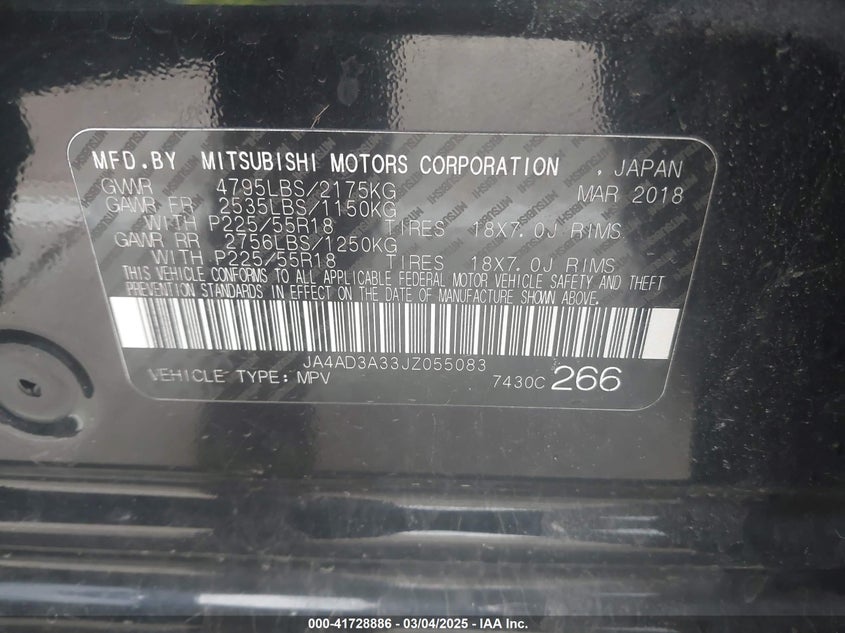 MFD.BY MITSUBISHI MOTORS CORPORATION , JAPAN
GVWR 4795LBS/2175KG MAR 2018
GAWR FR 2535LBS/1150KG
WITH P225/55R18 TIRES 18X7.0J RIMS
GAWR RR 2756LBS/1250KG
WITH P225/55R18 TIRES 18X7.0J RIMS
THIS VEHICLE CONFORMS TO ALL APPLICABLE FEDERAL MOTOR VEHICLE SAFETY AND THEFT
PREVENTION STANDARDS IN EFFECT ON THE DATE OF MANUFACTURE SHOWN ABOVE.
JA4AD3A33JZ055083
VEHICLE TYPE: MPV 7430C 266
000-41728886 - 03/04/2025 - IAA Inc.